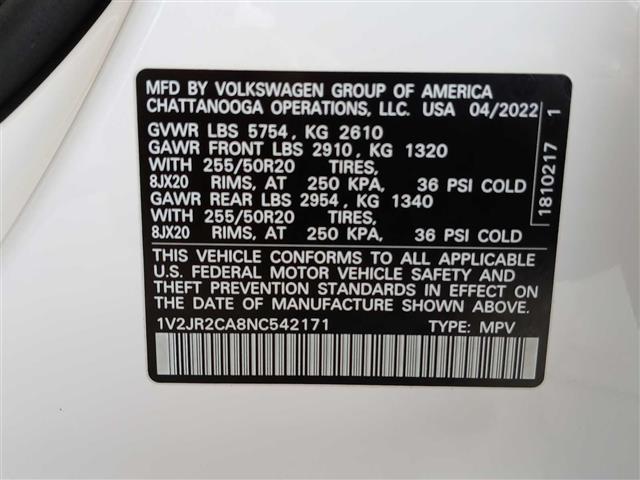 MFD BY VOLKSWAGEN GROUP OF AMERICA
CHATTANOOGA OPERATIONS, LLC. USA 04/2022
GVWR LBS 5754, KG 2610
GAWR FRONT LBS 2910, KG 1320
WITH 255/50R20 TIRES,
8JX20 RIMS, AT 250 KPA, 36 PSI COLD
GAWR REAR LBS 2954, KG 1340
WITH 255/50R20 TIRES,
8JX20 RIMS, AT 250 KPA, 36 PSI COLD
THIS VEHICLE CONFORMS TO ALL APPLICABLE
U.S. FEDERAL MOTOR VEHICLE SAFETY AND
THEFT PREVENTION STANDARDS IN EFFECT ON
THE DATE OF MANUFACTURE SHOWN ABOVE.
1V2JR2CA8NC542171 TYPE: MPV
1810217 1